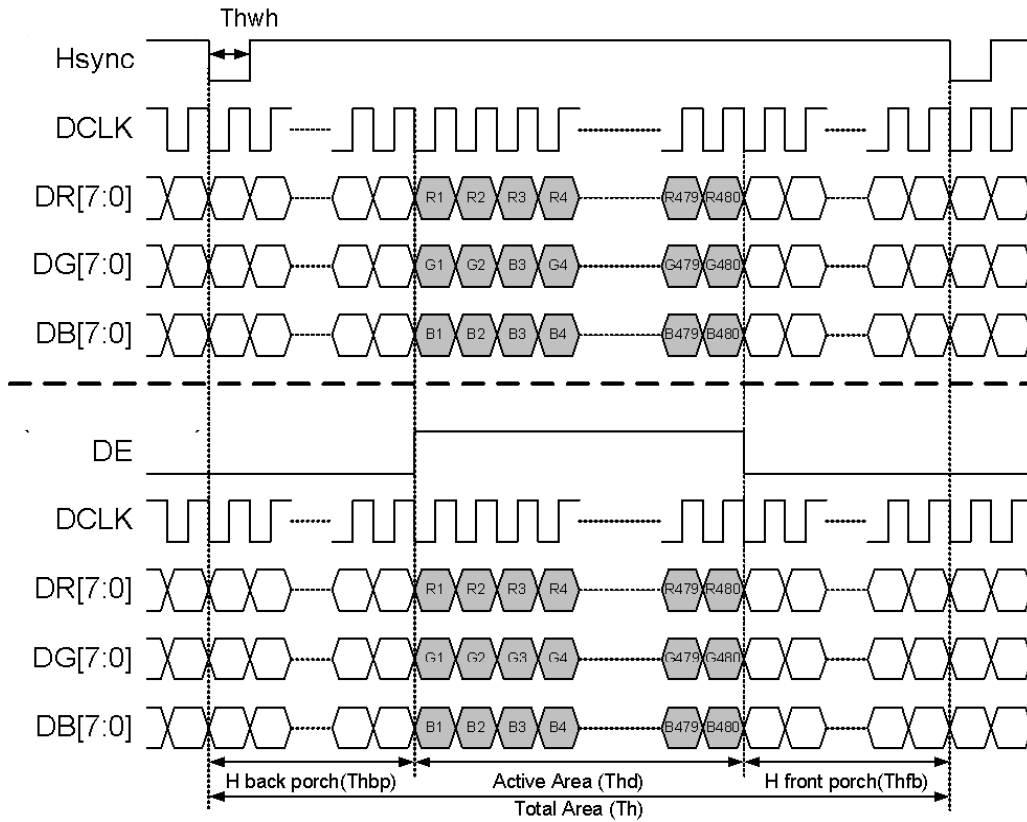 Thwh
Hsync
DCLK
DR[7:0] R1 R2 R3 R4 R479 R480
DG[7:0] G1 G2 B3 G4 G479 G480
DB[7:0] B1 B2 B3 B4 B479 B480
DE
DCLK
DR[7:0] R1 R2 R3 R4 R479 R480
DG[7:0] G1 G2 G3 G4 G479 G480
DB[7:0] B1 B2 B3 B4 B479 B480
H back porch(Thbp) Active Area (Thd) H front porch(Thfb)
Total Area (Th)